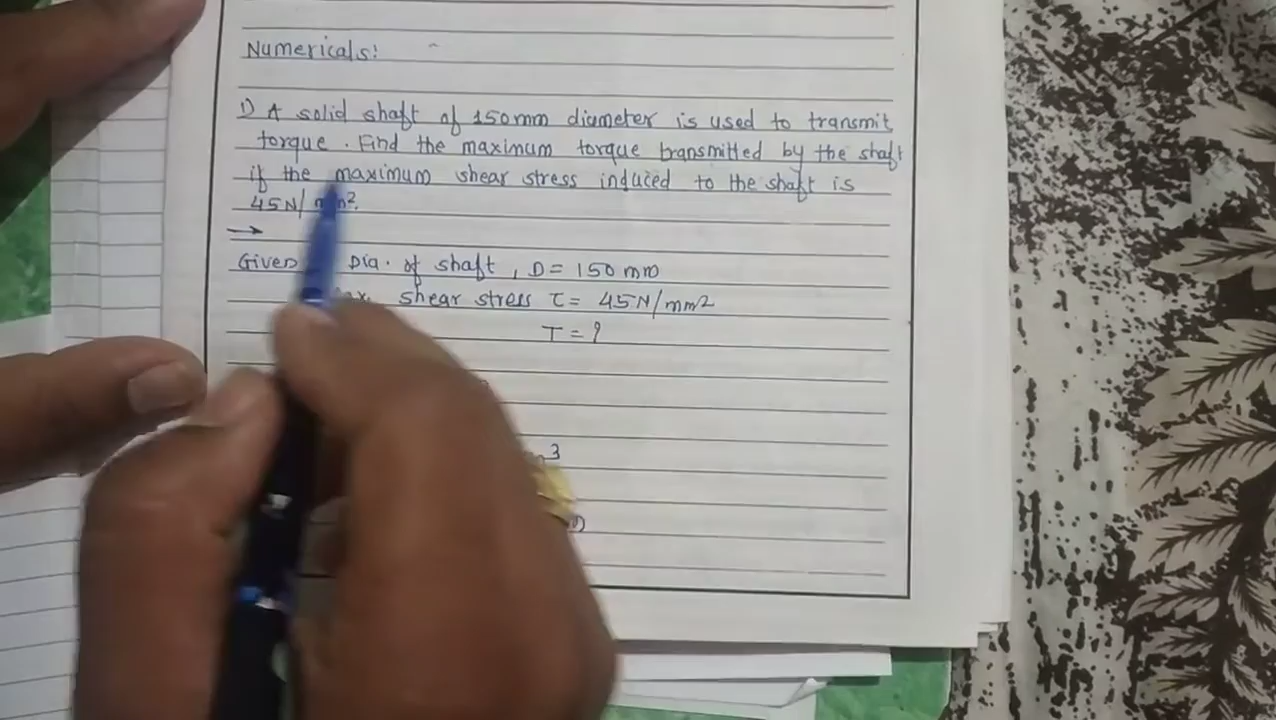 Numericals:
1) A solid shaft of 150mm diameter is used to transmit
torque. Find the maximum torque transmitted by the shaft
if the maximum shear stress induced to the shaft is
45N/mm².
→
Given Dia. of shaft, D = 150 mm
shear stress τ = 45N/mm²
T = ?
3